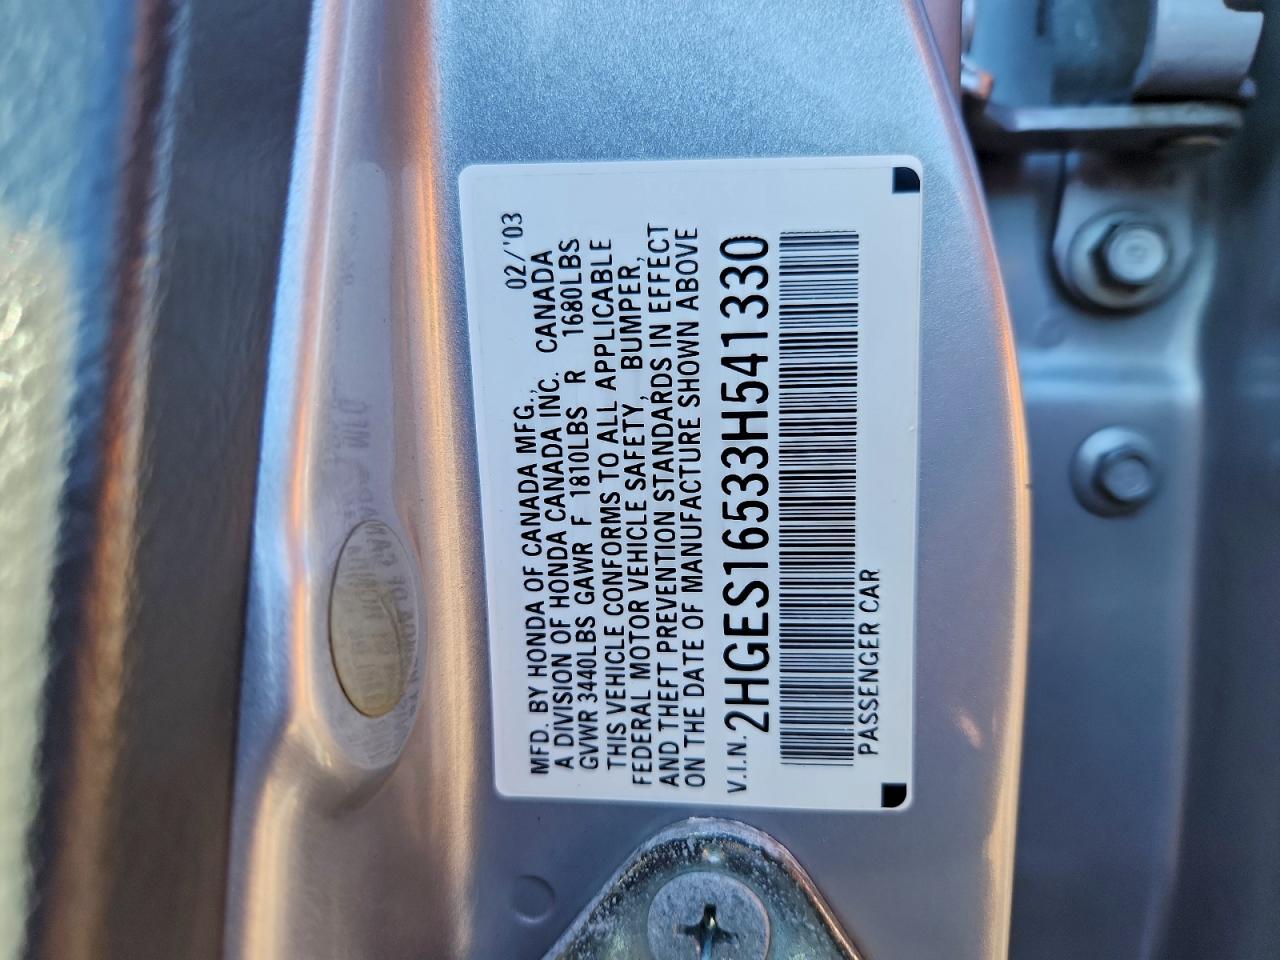 02/'03
MFD. BY HONDA OF CANADA MFG.,
A DIVISION OF HONDA CANADA INC. CANADA
GVWR 3440LBS GAWR F 1810LBS R 1680LBS
THIS VEHICLE CONFORMS TO ALL APPLICABLE
FEDERAL MOTOR VEHICLE SAFETY, BUMPER,
AND THEFT PREVENTION STANDARDS IN EFFECT
ON THE DATE OF MANUFACTURE SHOWN ABOVE
V.I.N. 2HGES16533H541330
PASSENGER CAR